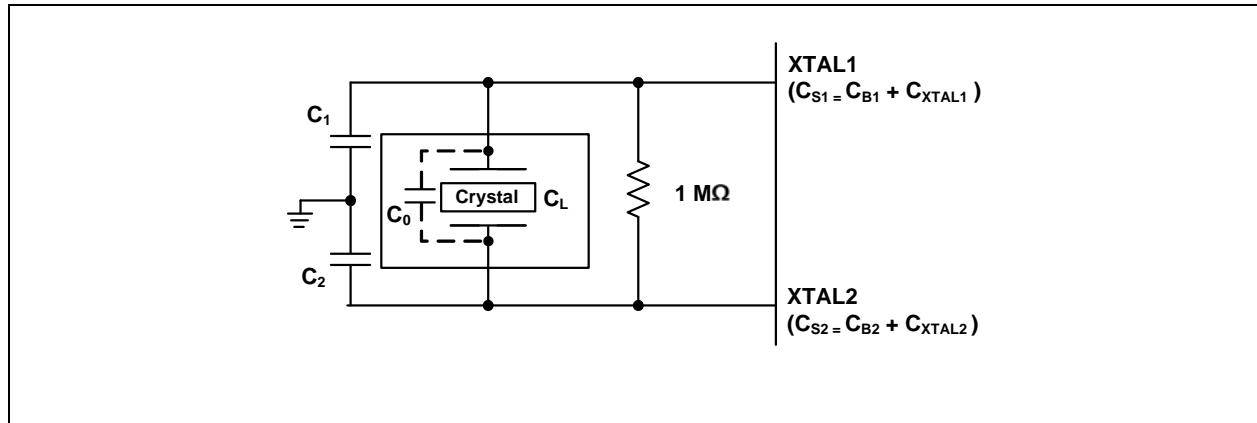 XTAL1
(CS1 = CB1 + CXTAL1 )
C1
Crystal
CL
C0
1 MΩ
C2
XTAL2
(CS2 = CB2 + CXTAL2 )